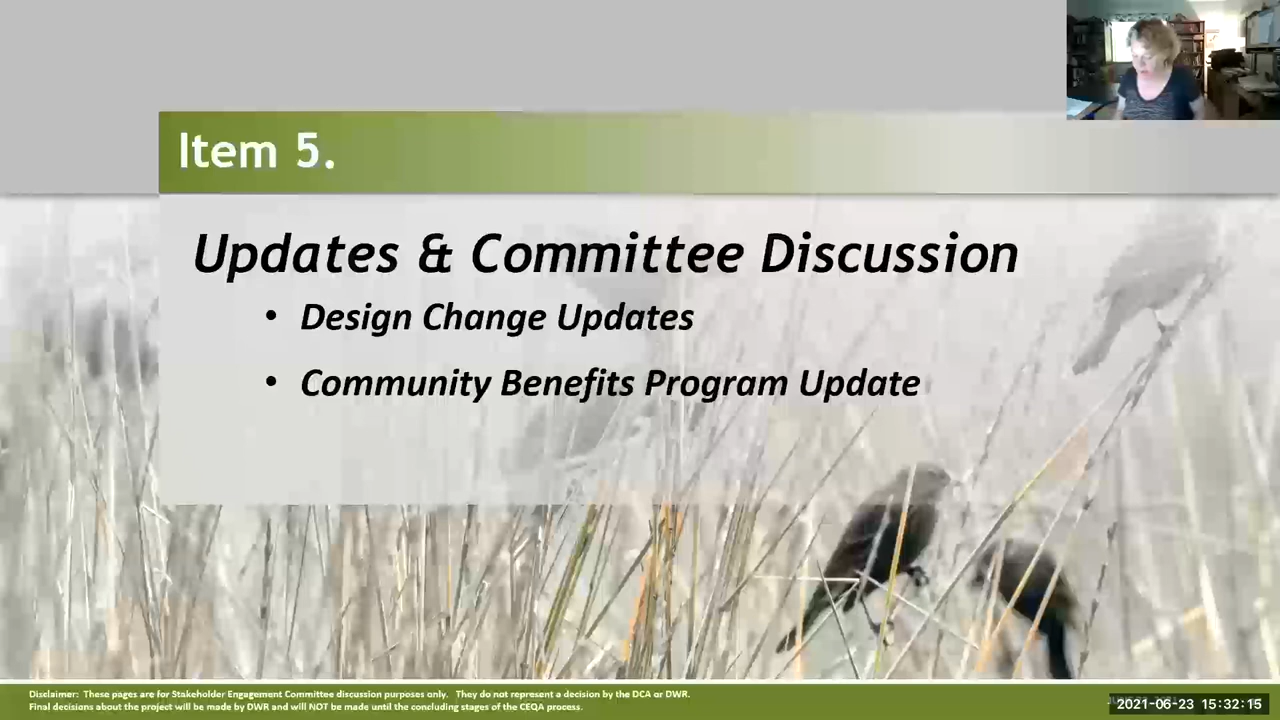 Item 5.
Updates & Committee Discussion
• Design Change Updates
• Community Benefits Program Update
Disclaimer: These pages are for Stakeholder Engagement Committee discussion purposes only. They do not represent a decision by the DCA or DWR.
Final decisions about the project will be made by DWR and will NOT be made until the concluding stages of the CEQA process.
2021-06-23 15:32:15